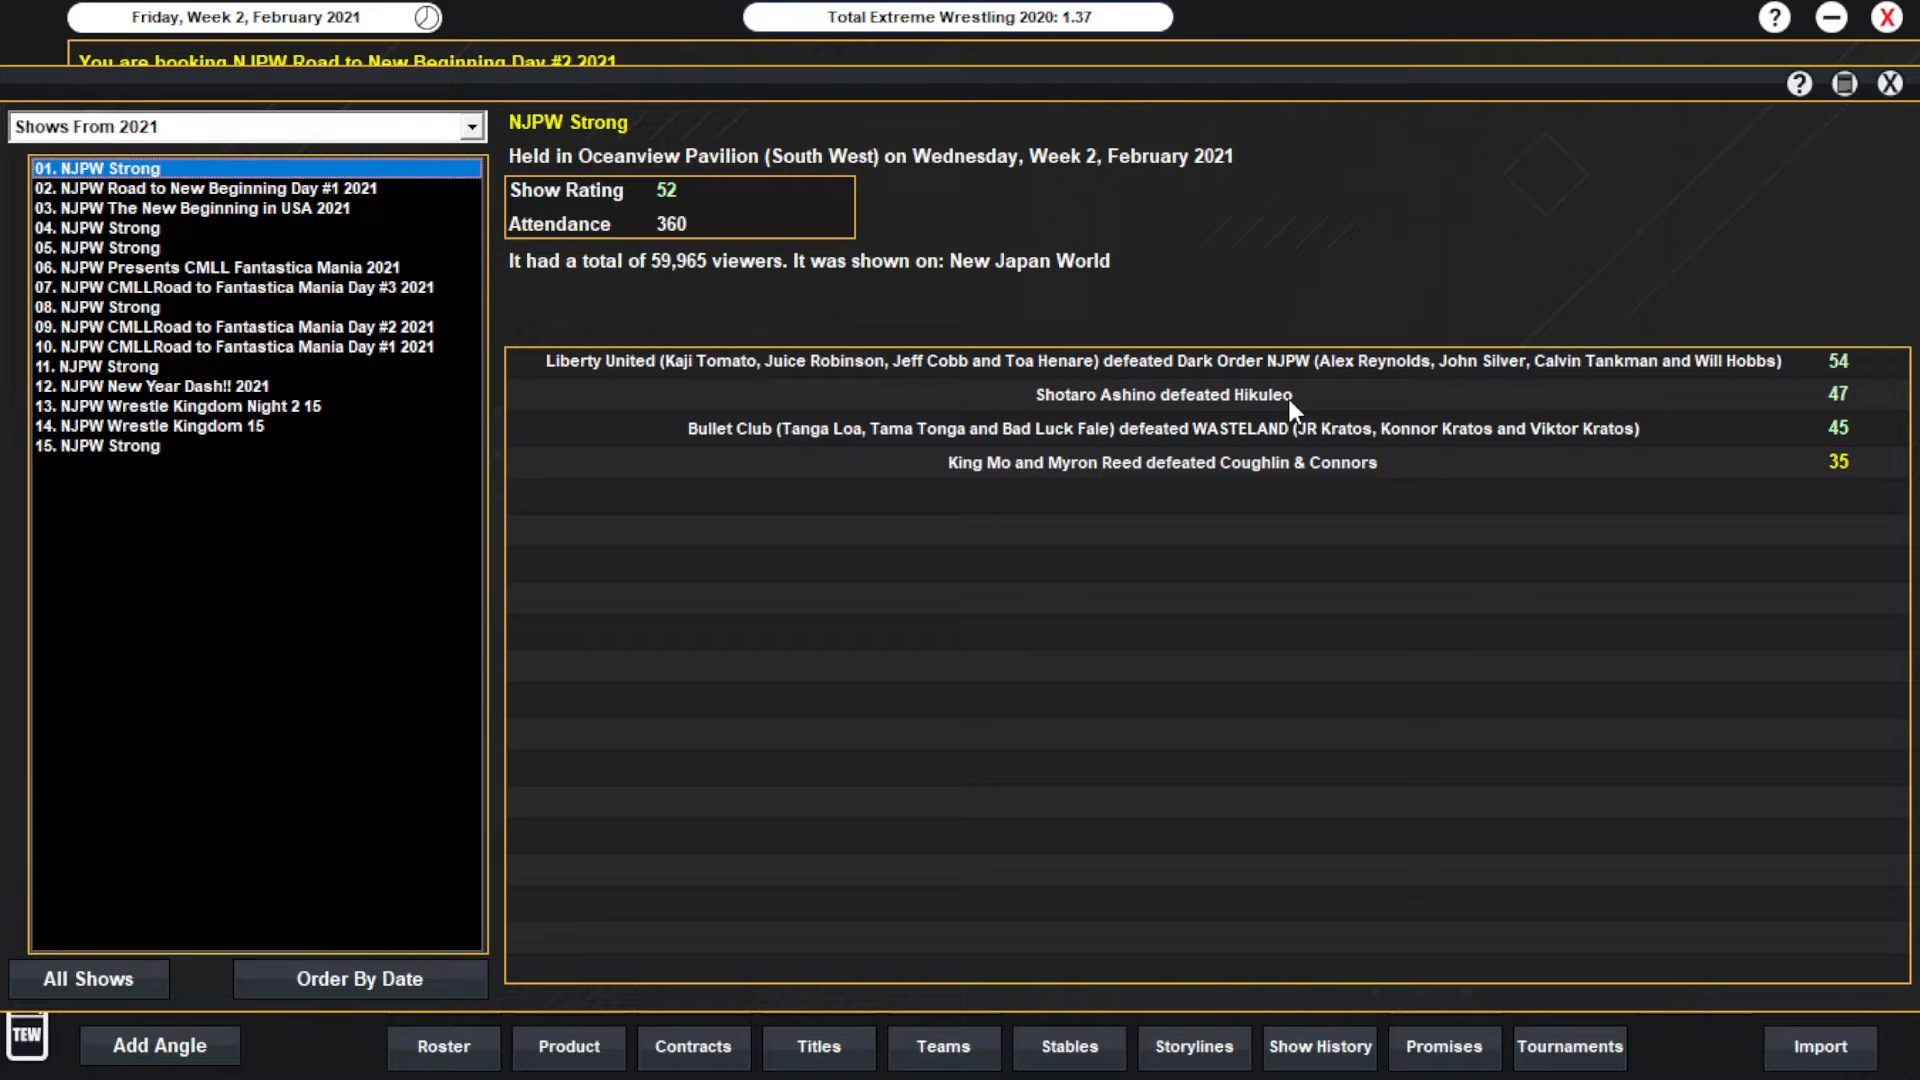 Friday, Week 2, February 2021
Total Extreme Wrestling 2020: 1.37
? − X
You are booking NJPW Road to New Beginning Day #2 2021
? X
Shows From 2021
01. NJPW Strong
02. NJPW Road to New Beginning Day #1 2021
03. NJPW The New Beginning in USA 2021
04. NJPW Strong
05. NJPW Strong
06. NJPW Presents CMLL Fantastica Mania 2021
07. NJPW CMLLRoad to Fantastica Mania Day #3 2021
08. NJPW Strong
09. NJPW CMLLRoad to Fantastica Mania Day #2 2021
10. NJPW CMLLRoad to Fantastica Mania Day #1 2021
11. NJPW Strong
12. NJPW New Year Dash!! 2021
13. NJPW Wrestle Kingdom Night 2 15
14. NJPW Wrestle Kingdom 15
15. NJPW Strong
All Shows
Order By Date
NJPW Strong
Held in Oceanview Pavilion (South West) on Wednesday, Week 2, February 2021
Show Rating 52
Attendance 360
It had a total of 59,965 viewers. It was shown on: New Japan World
Liberty United (Kaji Tomato, Juice Robinson, Jeff Cobb and Toa Henare) defeated Dark Order NJPW (Alex Reynolds, John Silver, Calvin Tankman and Will Hobbs) 54
Shotaro Ashino defeated Hikuleo 47
Bullet Club (Tanga Loa, Tama Tonga and Bad Luck Fale) defeated WASTELAND (JR Kratos, Konnor Kratos and Viktor Kratos) 45
King Mo and Myron Reed defeated Coughlin & Connors 35
TEW
Add Angle
Roster
Product
Contracts
Titles
Teams
Stables
Storylines
Show History
Promises
Tournaments
Import